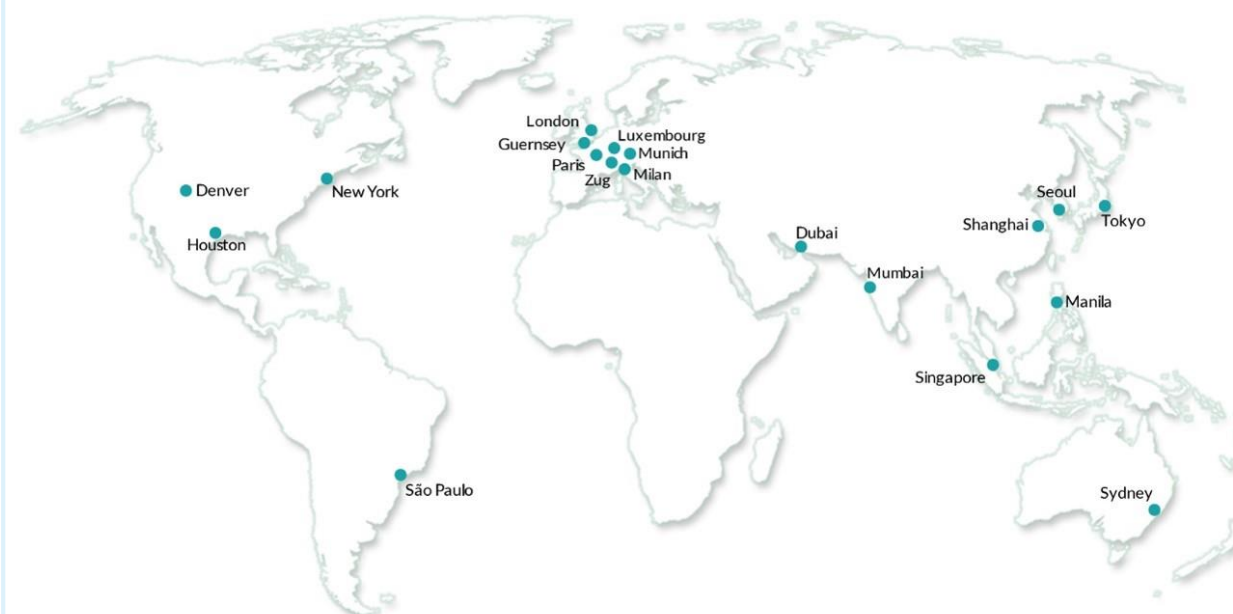 London
Luxembourg
Guernsey
Munich
Paris
Milan
Zug
Denver
New York
Seoul
Houston
Shanghai
Tokyo
Dubai
Mumbai
Manila
Singapore
São Paulo
Sydney